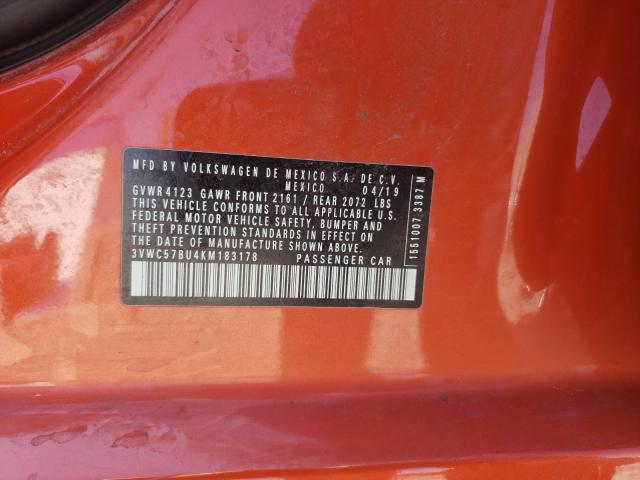 MFD BY VOLKSWAGEN DE MEXICO S.A. DE C.V.
MEXICO 04/19
GVWR 4123 GAWR FRONT 2161 / REAR 2072 LBS
THIS VEHICLE CONFORMS TO ALL APPLICABLE U.S.
FEDERAL MOTOR VEHICLE SAFETY, BUMPER AND
THEFT PREVENTION STANDARDS IN EFFECT ON
THE DATE OF MANUFACTURE SHOWN ABOVE
3VWC57BU4KM183178 PASSENGER CAR
1551007 3387 M